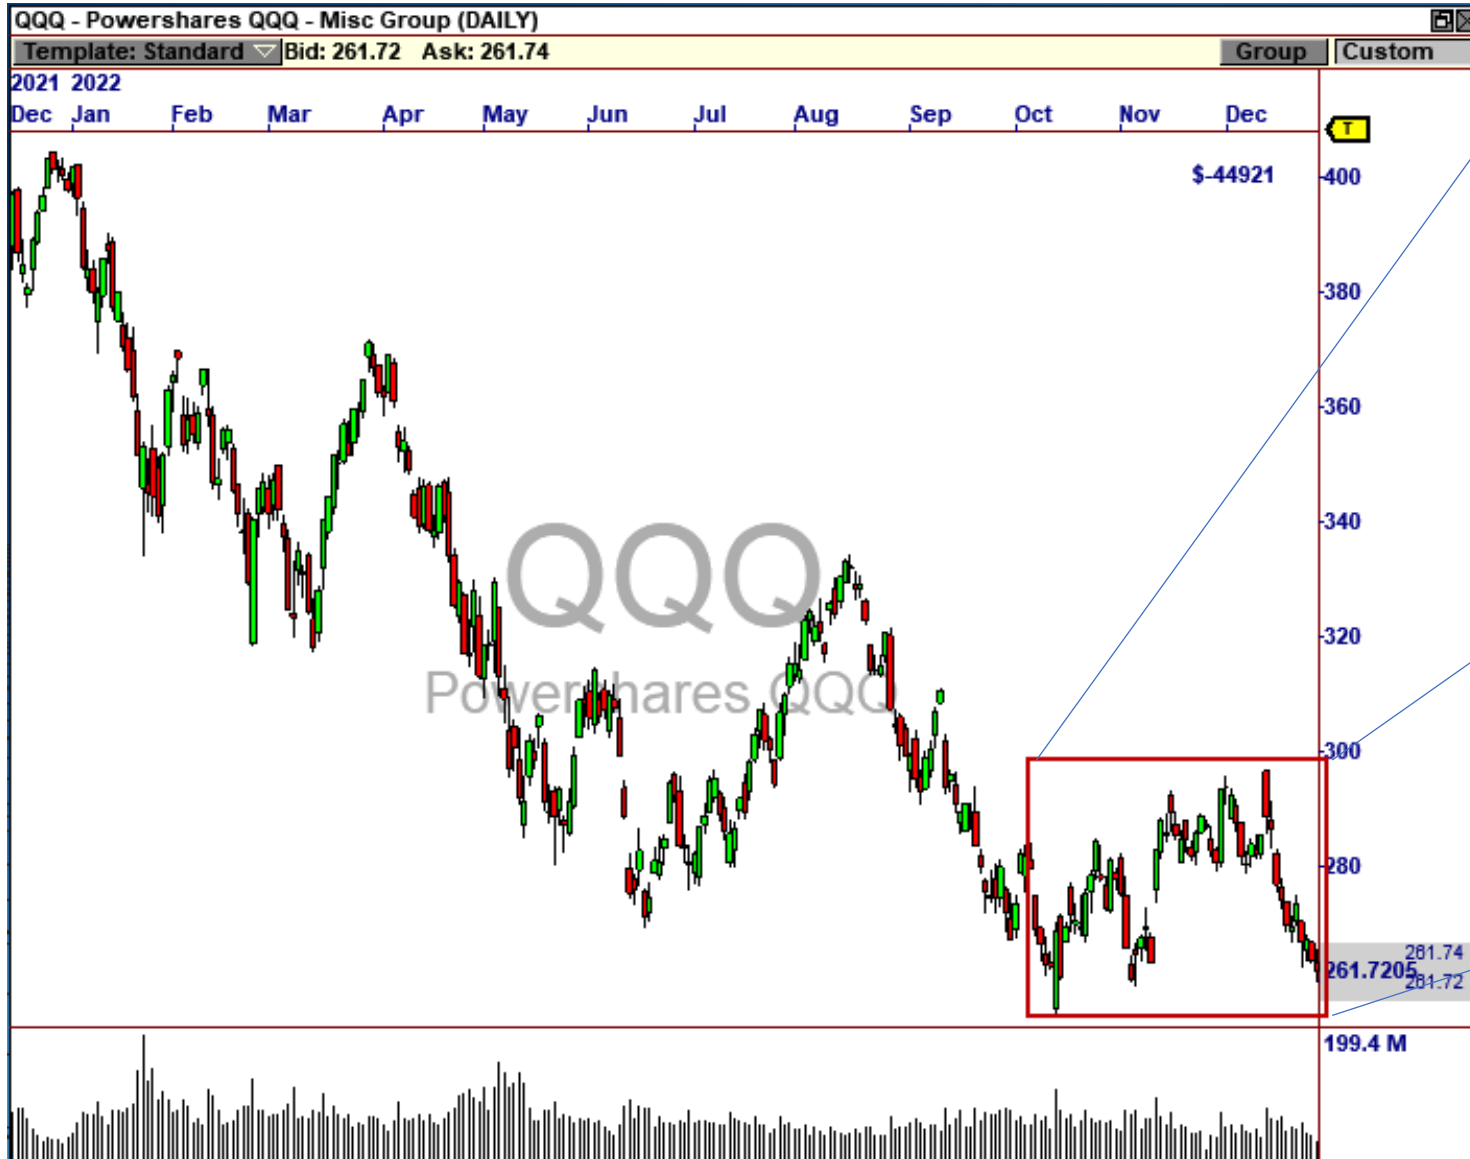 QQQ - Powershares QQQ - Misc Group (DAILY)
Template: Standard Bid: 261.72 Ask: 261.74 Group Custom
2021 2022
Dec Jan Feb Mar Apr May Jun Jul Aug Sep Oct Nov Dec
T
$-44921
400
380
360
340
QQQ
320
Powershares QQQ
300
280
261.74
261.7205
261.72
199.4 M